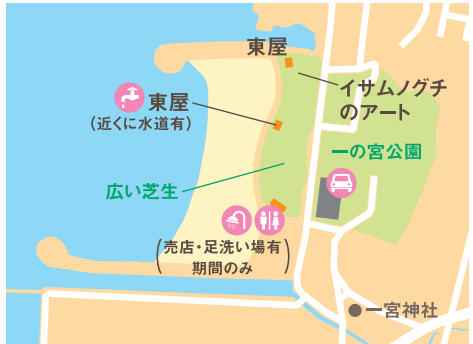 東屋
イサムノグチ
のアート
東屋
(近くに水道有)
一の宮公園
広い芝生
(売店・足洗い場有
期間のみ)
一宮神社